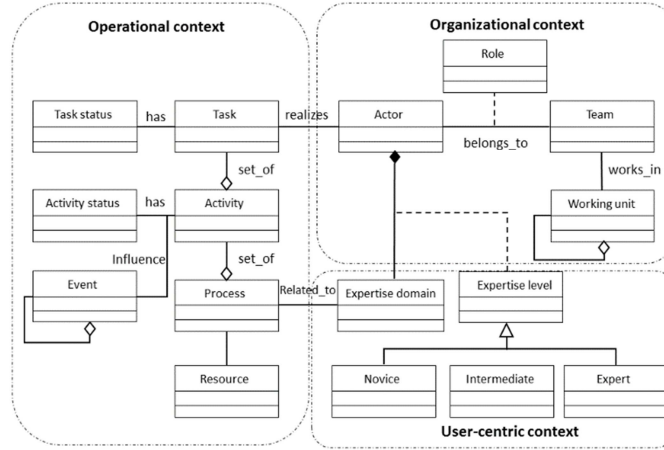 Operational context
Organizational context
Role
Task status
has
Task
realizes
Actor
belongs_to
Team
set_of
works_in
Activity status
has
Activity
Working unit
Influence
set_of
Event
Process
Related_to
Expertise domain
Expertise level
Resource
Novice
Intermediate
Expert
User-centric context